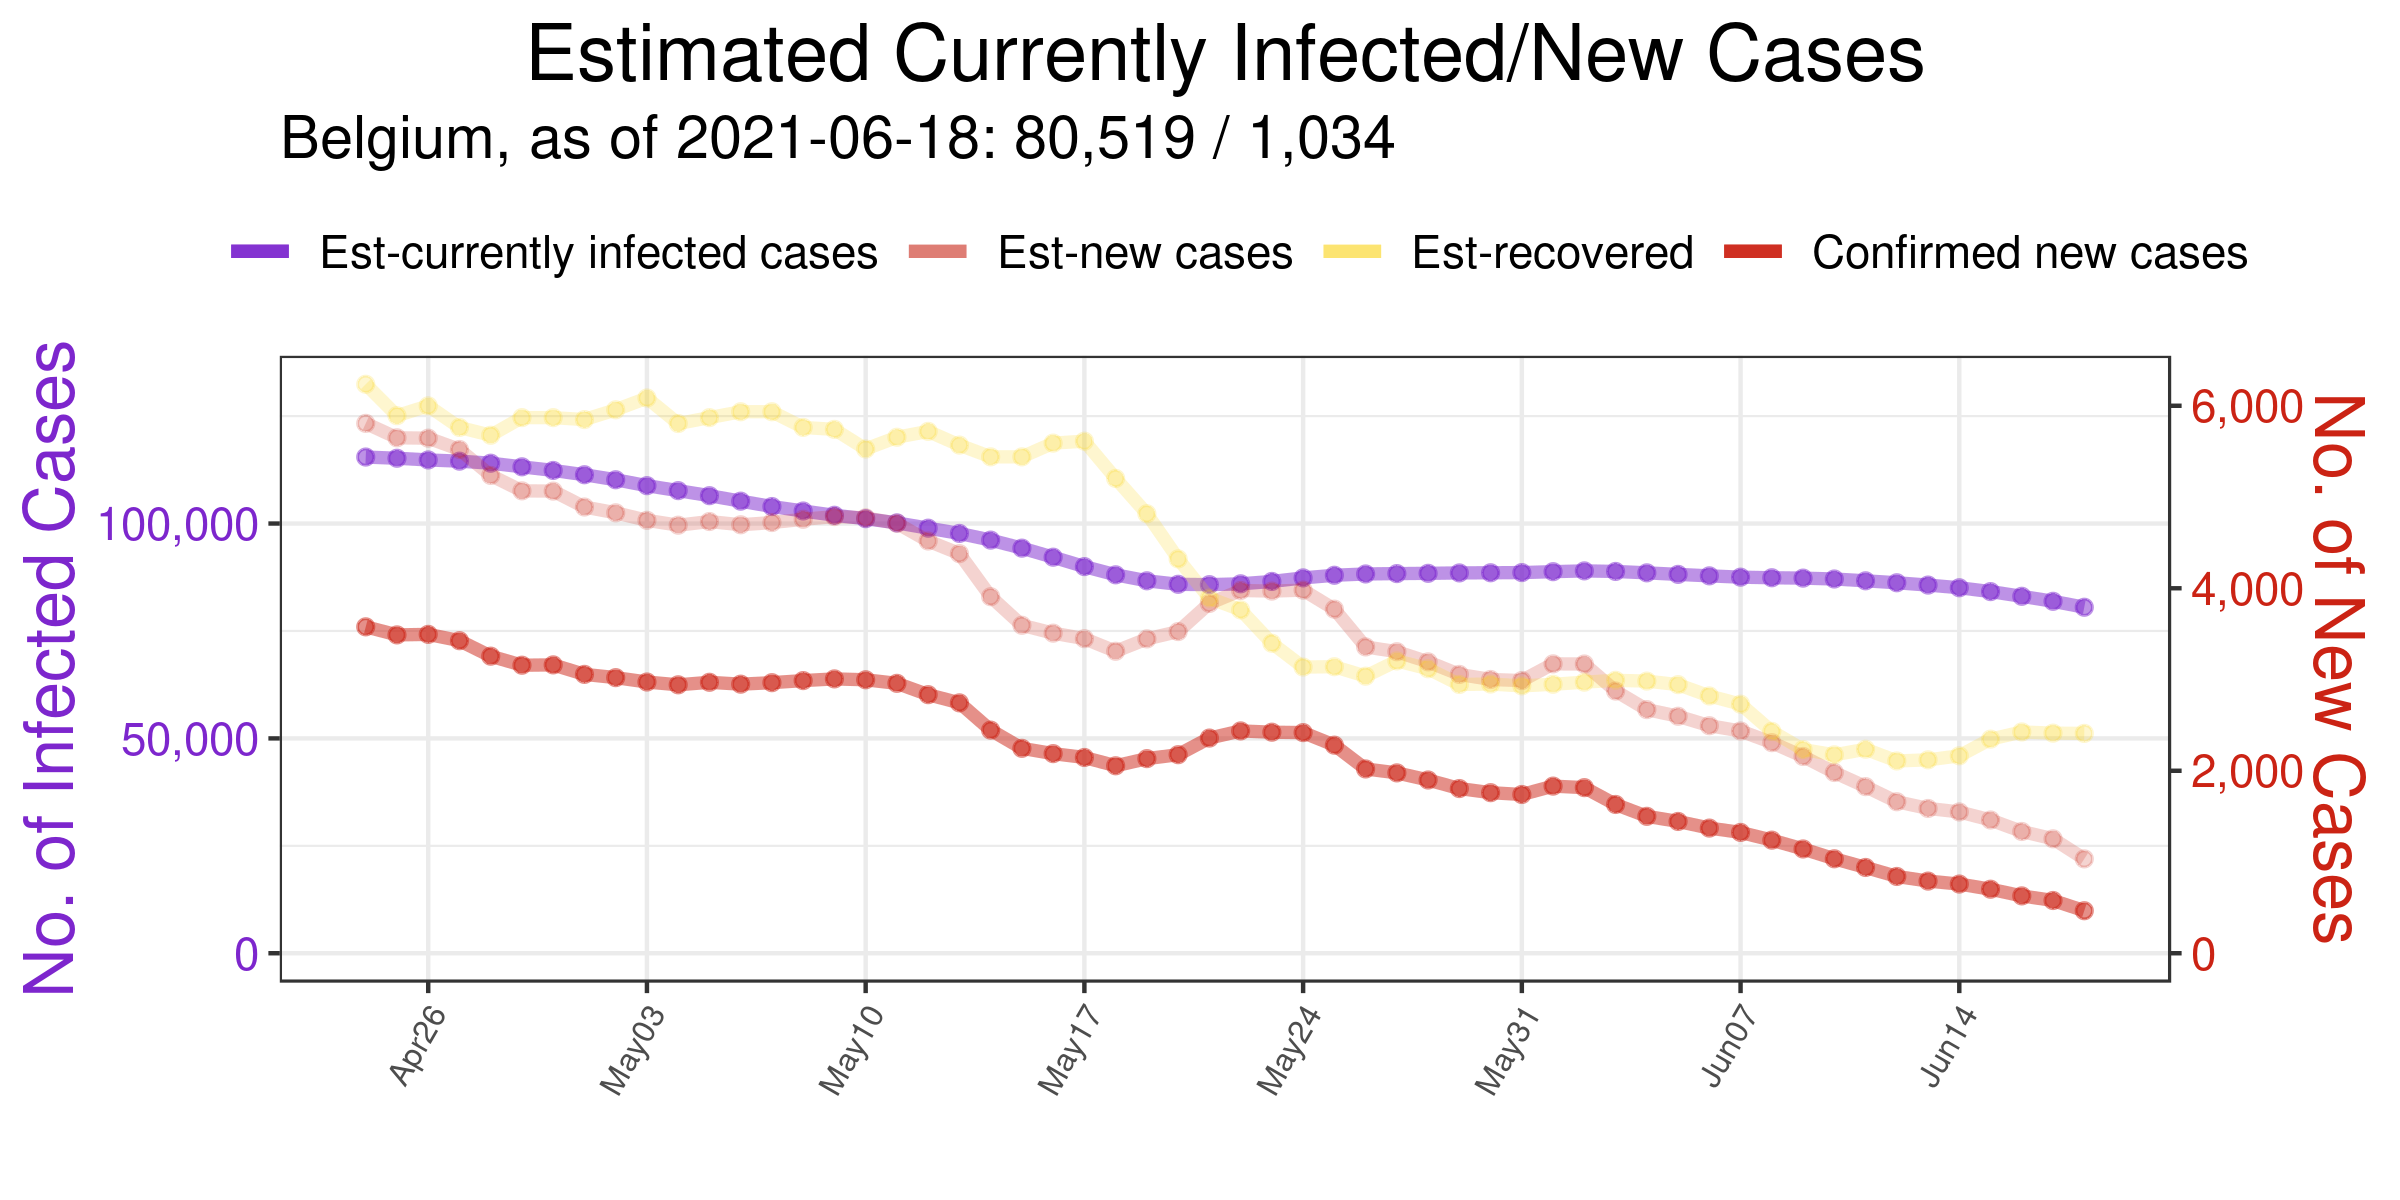 Estimated Currently Infected/New Cases
Belgium, as of 2021-06-18: 80,519 / 1,034
Est-currently infected cases Est-new cases Est-recovered Confirmed new cases
No. of Infected Cases
100,000
50,000
0
6,000
4,000
2,000
0
No. of New Cases
Apr26 May03 May10 May17 May24 May31 Jun07 Jun14